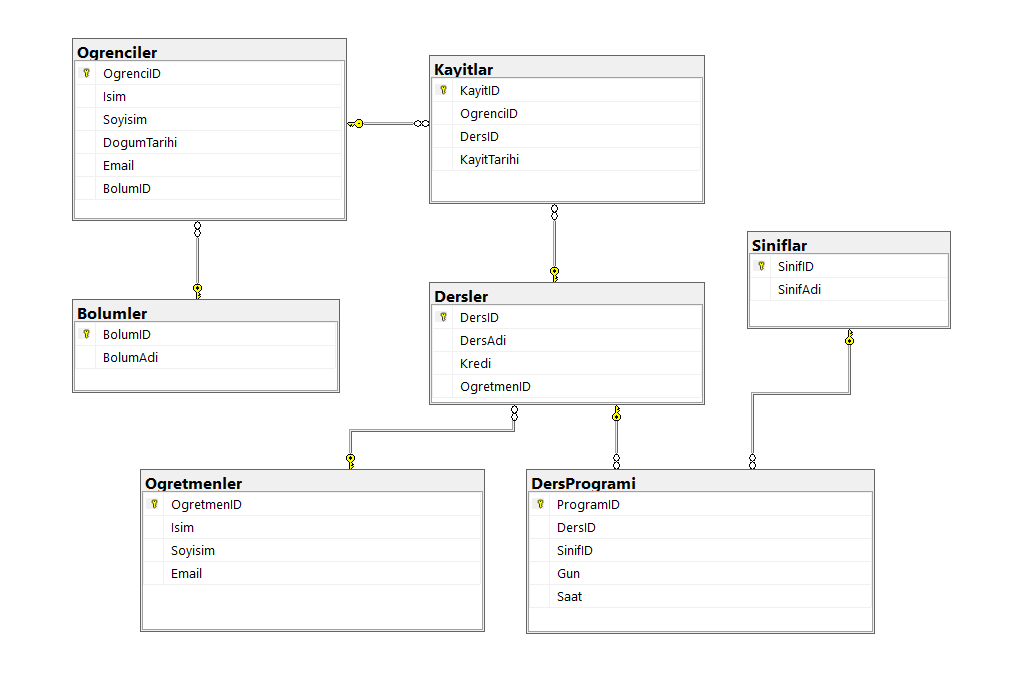 Ogrenciler
OgrenciID
Isim
Soyisim
DogumTarihi
Email
BolumID
Kayitlar
KayitID
OgrenciID
DersID
KayitTarihi
Siniflar
SinifID
SinifAdi
Bolumler
BolumID
BolumAdi
Dersler
DersID
DersAdi
Kredi
OgretmenID
Ogretmenler
OgretmenID
Isim
Soyisim
Email
DersProgrami
ProgramID
DersID
SinifID
Gun
Saat